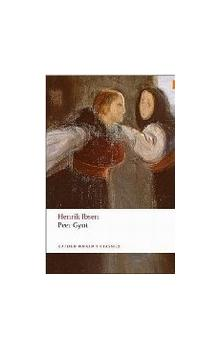 Henrik Ibsen
Peer Gynt
OXFORD WORLD'S CLASSICS